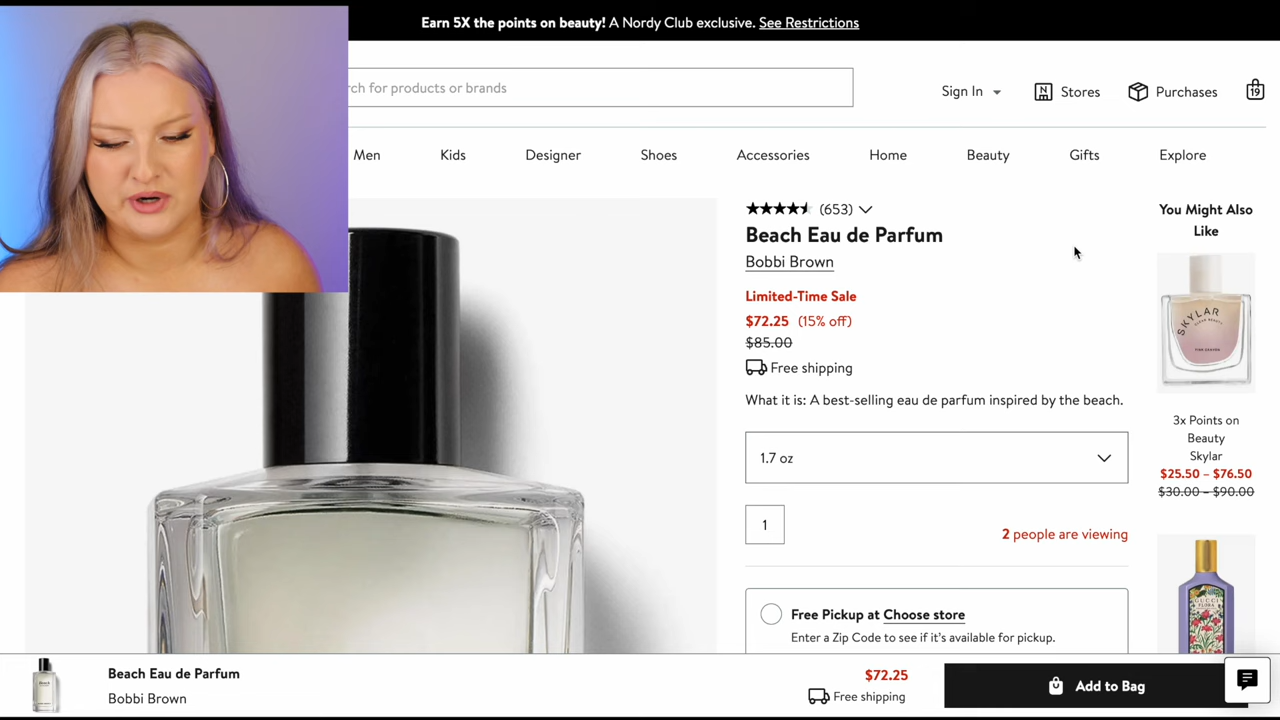 Earn 5X the points on beauty! A Nordy Club exclusive. See Restrictions
rch for products or brands
Sign In
Stores
Purchases
19
Men
Kids
Designer
Shoes
Accessories
Home
Beauty
Gifts
Explore
(653)
Beach Eau de Parfum
Bobbi Brown
Limited-Time Sale
$72.25 (15% off)
$85.00
Free shipping
What it is: A best-selling eau de parfum inspired by the beach.
1.7 oz
1
2 people are viewing
Free Pickup at Choose store
Enter a Zip Code to see if it's available for pickup.
You Might Also
Like
SKYLAR
3x Points on
Beauty
Skylar
$25.50 – $76.50
$30.00 – $90.00
GUCCI
FLORA
Beach Eau de Parfum
Bobbi Brown
$72.25
Free shipping
Add to Bag